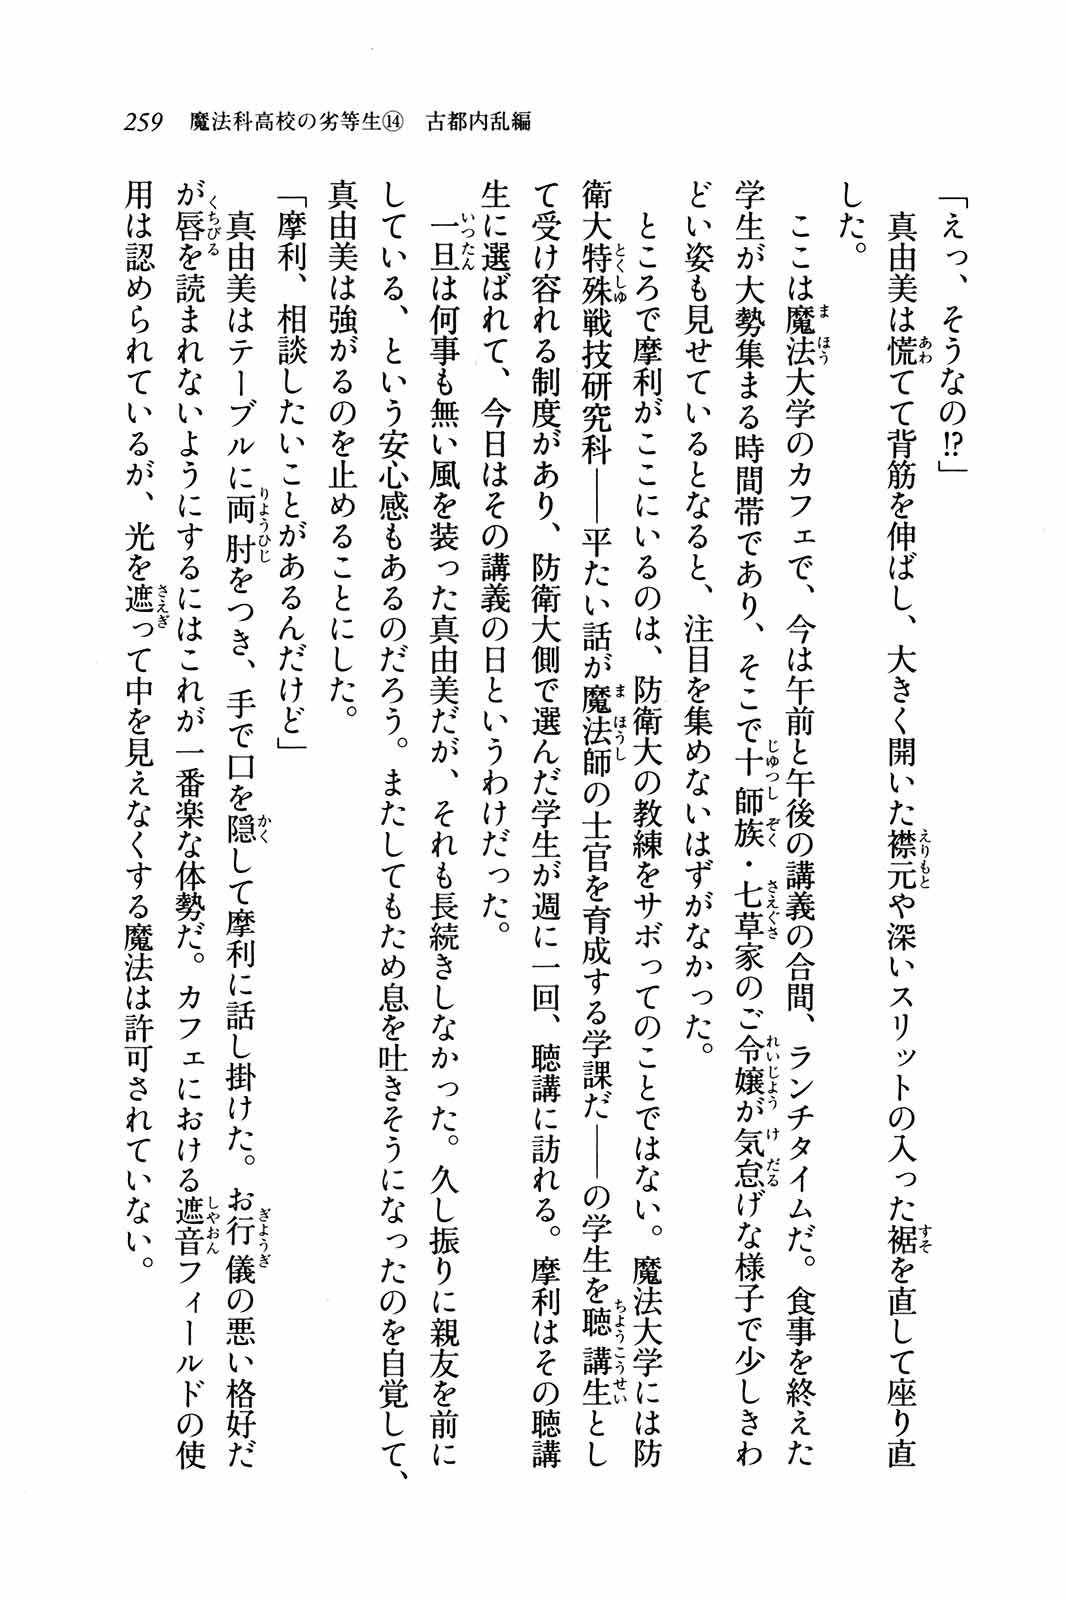 259　魔法科高校の劣等生⑭　古都内乱編
「えっ、そうなの!?」
　真由美は慌てて背筋を伸ばし、大きく開いた襟元や深いスリットの入った裾を直して座り直
した。
　ここは魔法大学のカフェで、今は午前と午後の講義の合間、ランチタイムだ。食事を終えた
学生が大勢集まる時間帯であり、そこで十師族・七草家のご令嬢が気怠げな様子で少しきわ
どい姿も見せているとなると、注目を集めないはずがなかった。
　ところで摩利がここにいるのは、防衛大の教練をサボってのことではない。魔法大学には防
衛大特殊戦技研究科――平たい話が魔法師の士官を育成する学課だ――の学生を聴講生とし
て受け容れる制度があり、防衛大側で選んだ学生が週に一回、聴講に訪れる。摩利はその聴講
生に選ばれて、今日はその講義の日というわけだった。
　一旦は何事も無い風を装った真由美だが、それも長続きしなかった。久し振りに親友を前に
している、という安心感もあるのだろう。またしてもため息を吐きそうになったのを自覚して、
真由美は強がるのを止めることにした。
「摩利、相談したいことがあるんだけど」
　真由美はテーブルに両肘をつき、手で口を隠して摩利に話し掛けた。お行儀の悪い格好だ
が唇を読まれないようにするにはこれが一番楽な体勢だ。カフェにおける遮音フィールドの使
用は認められているが、光を遮って中を見えなくする魔法は許可されていない。